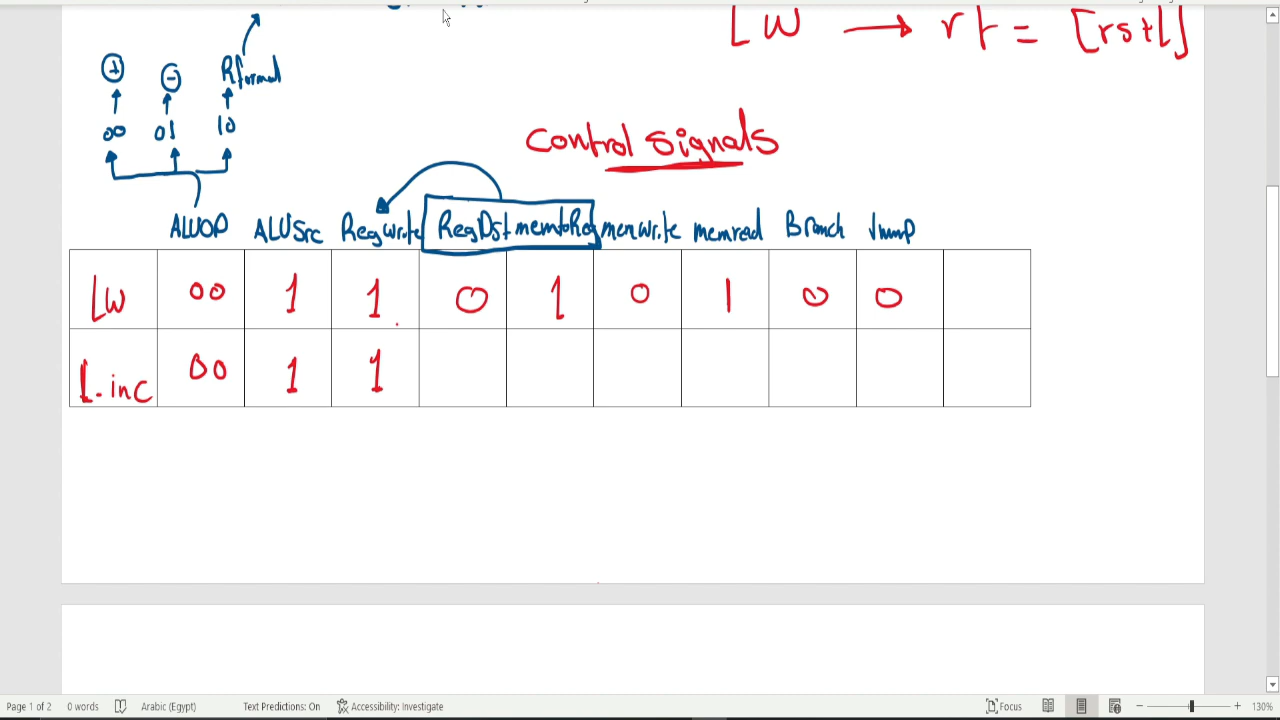 LW → rt = [rs+L]
+ - Rformat
00 01 10
Control signals
ALUOP ALUSrc RegWrite RegDst memtoReg memWrite memread Branch Jump
LW 00 1 1 0 1 0 1 0 0
L.inc 00 1 1
Page 1 of 2 0 words Arabic (Egypt) Text Predictions: On Accessibility: Investigate Focus 130%